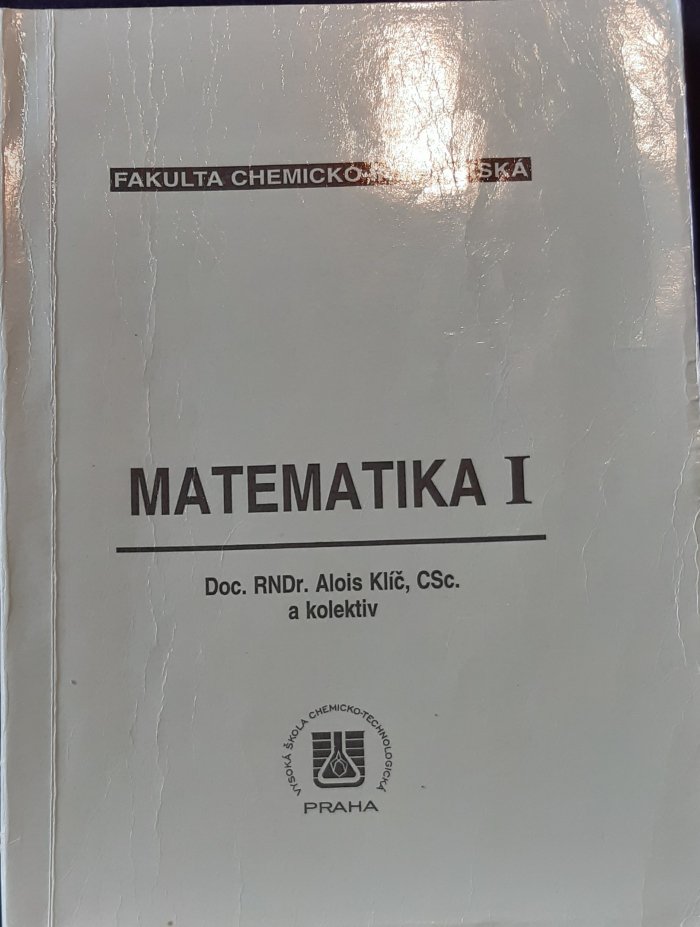 FAKULTA CHEMICKO-
MATEMATIKA I
Doc. RNDr. Alois Klíč, CSc.
a kolektiv
VYSOKÁ ŠKOLA CHEMICKO-TECHNOLOGICKÁ
PRAHA